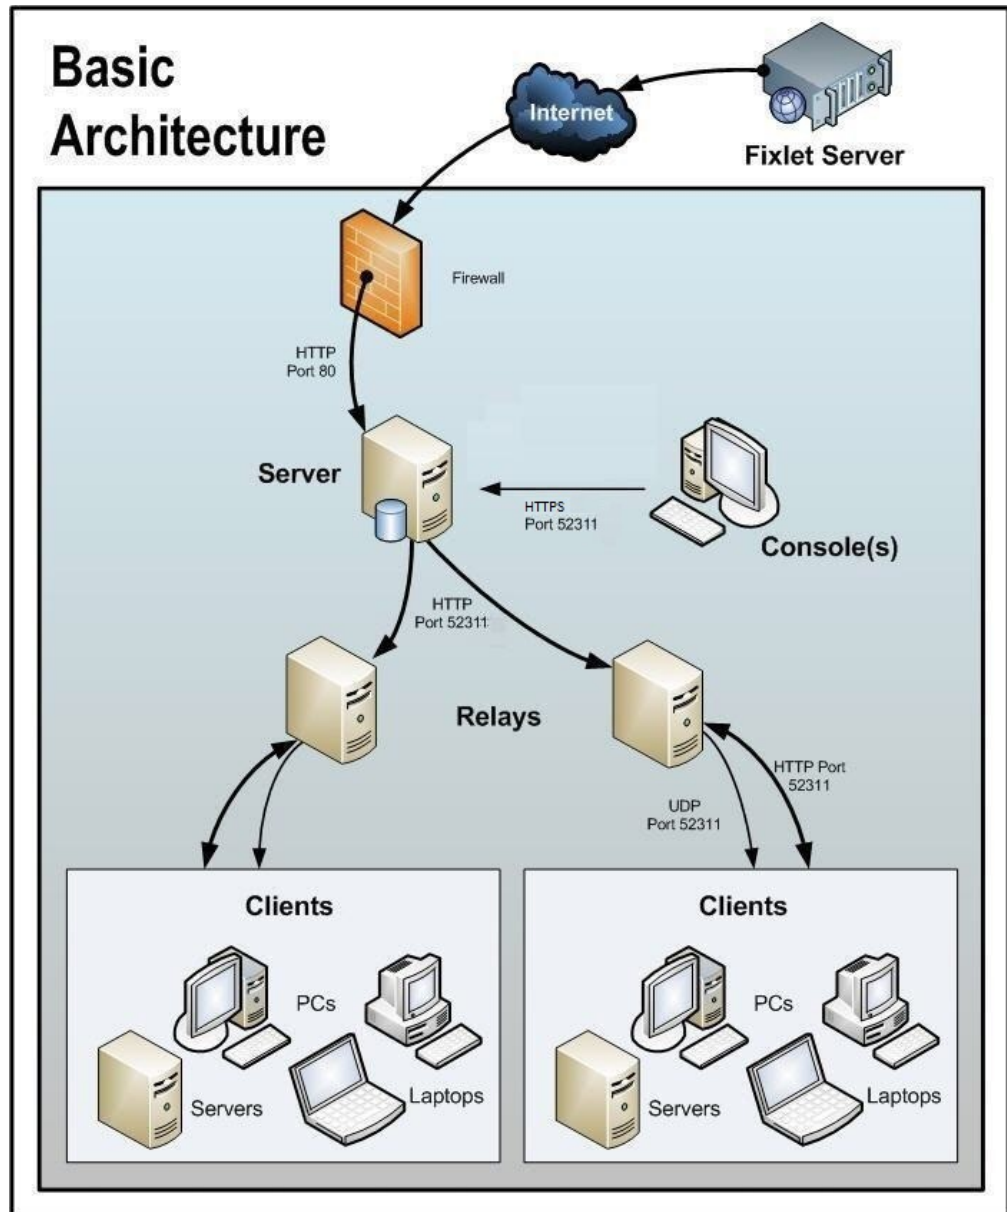 Basic
Architecture
Internet
Fixlet Server
Firewall
HTTP
Port 80
Server
HTTPS
Port 52311
Console(s)
HTTP
Port 52311
Relays
HTTP Port
52311
UDP
Port 52311
Clients
PCs
Servers
Laptops
Clients
PCs
Servers
Laptops